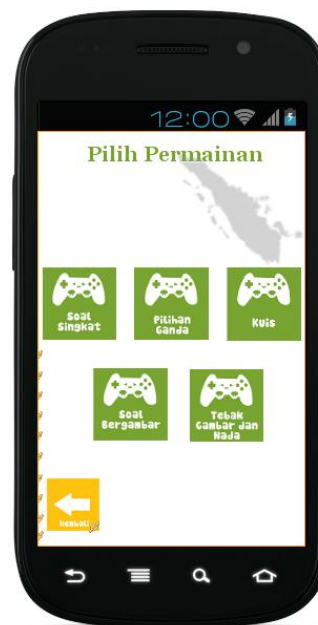 12:00
Pilih Permainan
Soal
Singkat
Pilihan
Ganda
Kuis
Soal
Bergambar
Tebak
Gambar dan
Nada
Kembali